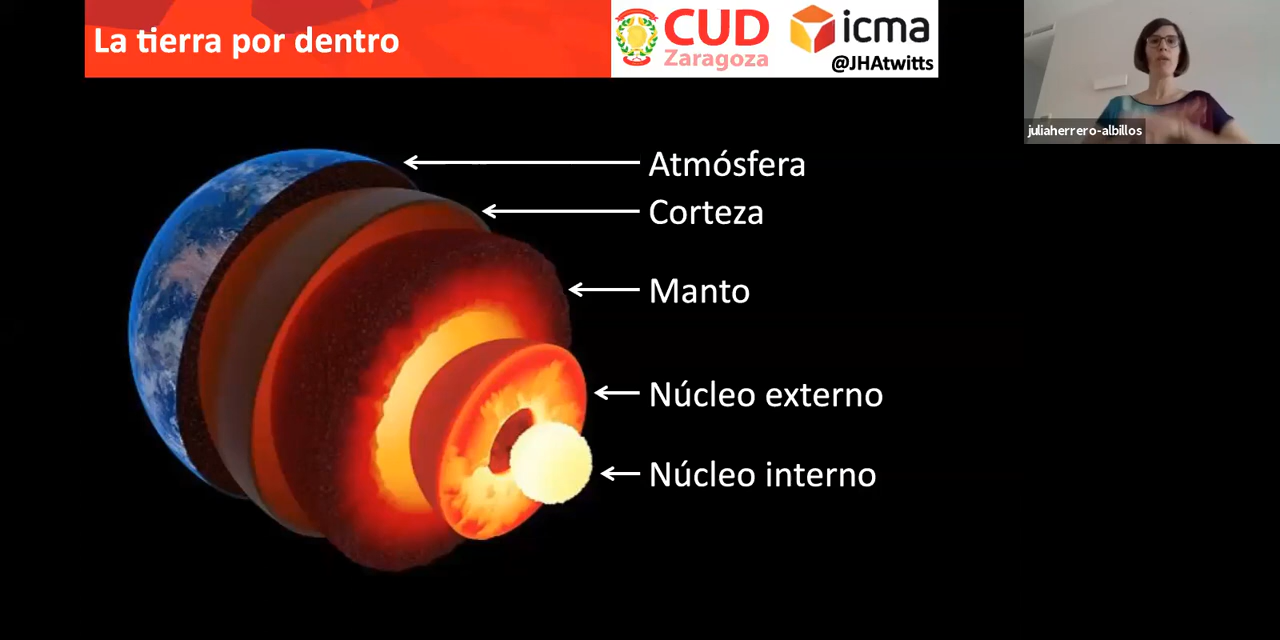 La tierra por dentro
CUD
Zaragoza
icma
@JHAtwitts
juliaherrero-albillos
Atmósfera
Corteza
Manto
Núcleo externo
Núcleo interno